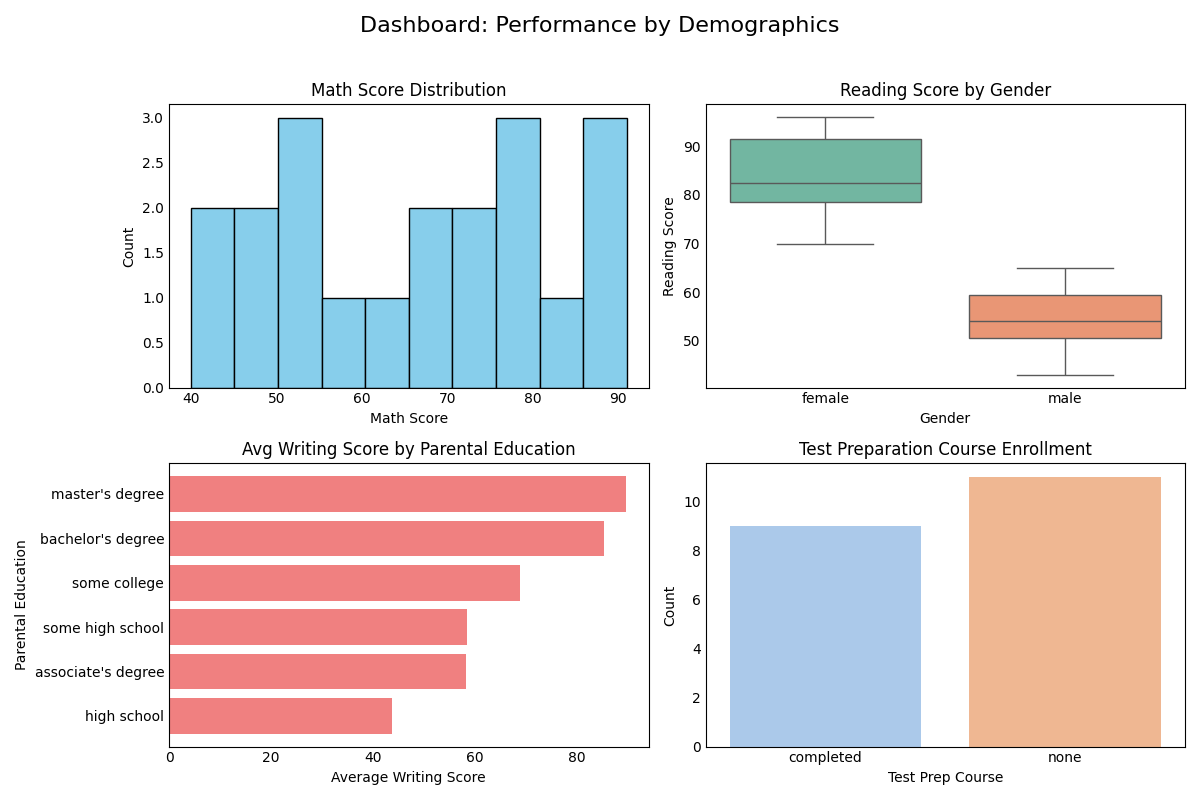 Dashboard: Performance by Demographics
Math Score Distribution
3.0
2.5
2.0
1.5
1.0
0.5
0.0
Count
40 50 60 70 80 90
Math Score
Reading Score by Gender
90
80
70
60
50
Reading Score
female male
Gender
Avg Writing Score by Parental Education
Parental Education
master's degree
bachelor's degree
some college
some high school
associate's degree
high school
0 20 40 60 80
Average Writing Score
Test Preparation Course Enrollment
10
8
6
4
2
0
Count
completed none
Test Prep Course